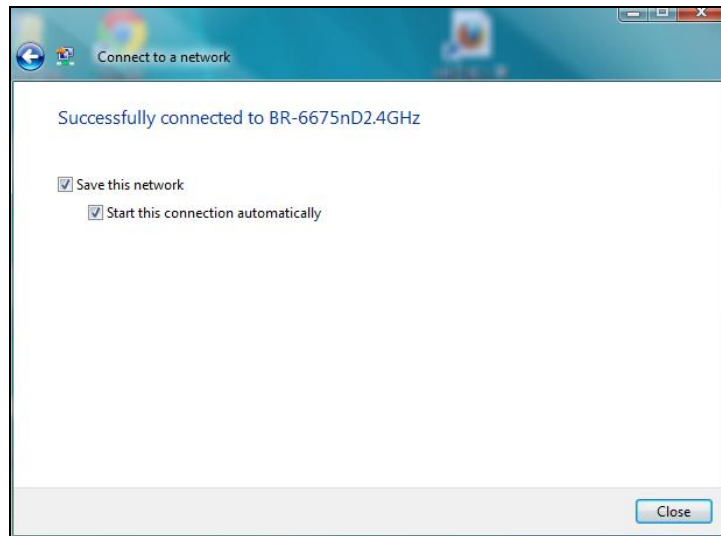 Connect to a network
Successfully connected to BR-6675nD2.4GHz
Save this network
Start this connection automatically
Close